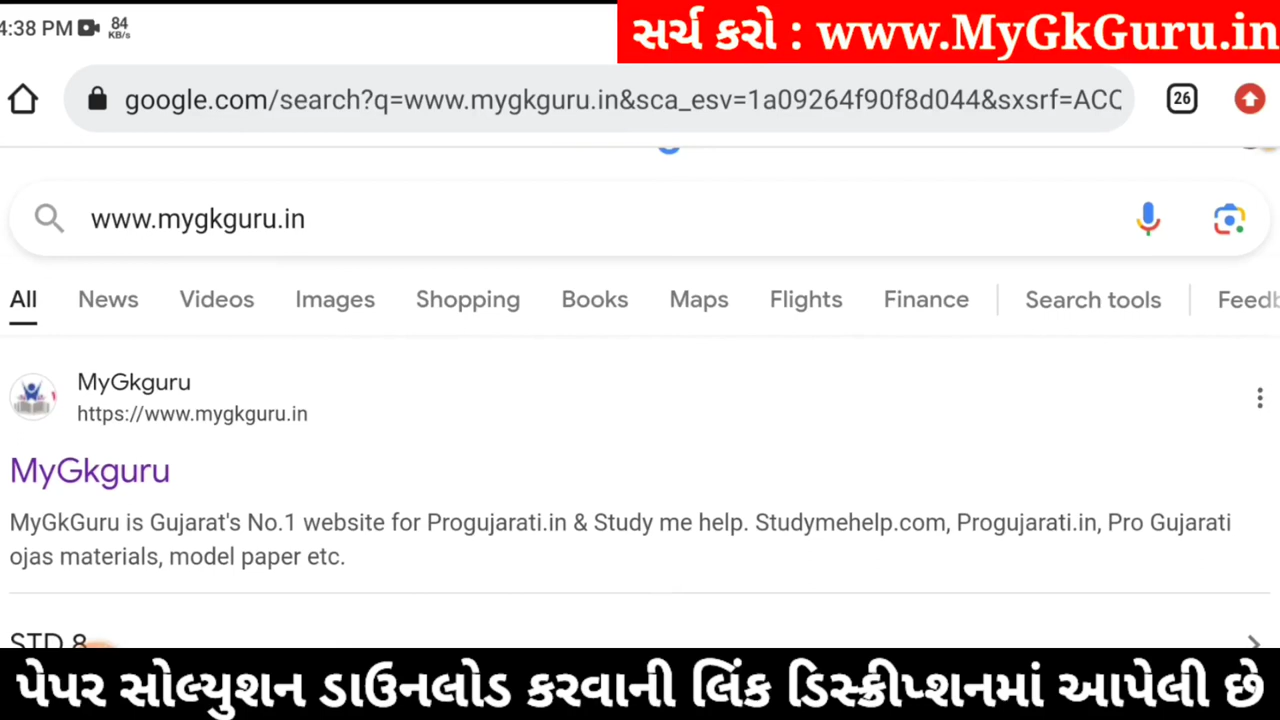 4:38 PM 84 KB/s
સર્ચ કરો : www.MyGkGuru.in
google.com/search?q=www.mygkguru.in&sca_esv=1a09264f90f8d044&sxsrf=ACC
26
www.mygkguru.in
All News Videos Images Shopping Books Maps Flights Finance Search tools Feedb
MyGkguru
https://www.mygkguru.in
MyGkguru
MyGkGuru is Gujarat's No.1 website for Progujarati.in & Study me help. Studymehelp.com, Progujarati.in, Pro Gujarati
ojas materials, model paper etc.
STD 8
પેપર સોલ્યુશન ડાઉનલોડ કરવાની લિંક ડિસ્ક્રીપ્શનમાં આપેલી છે